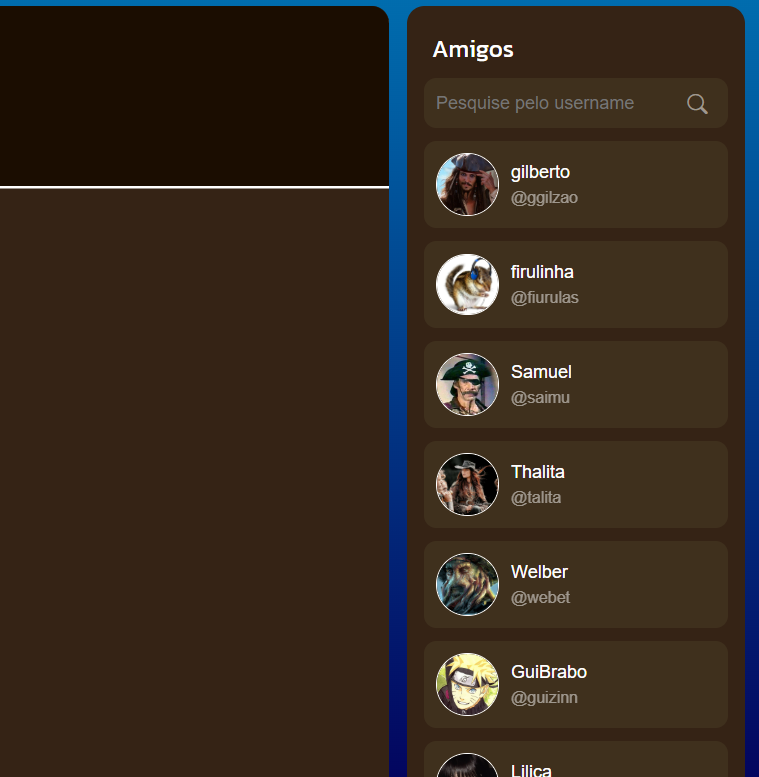 Amigos
Pesquise pelo username
gilberto
@ggilzao
firulinha
@fiurulas
Samuel
@saimu
Thalita
@talita
Welber
@webet
GuiBrabo
@guizinn
Lilica